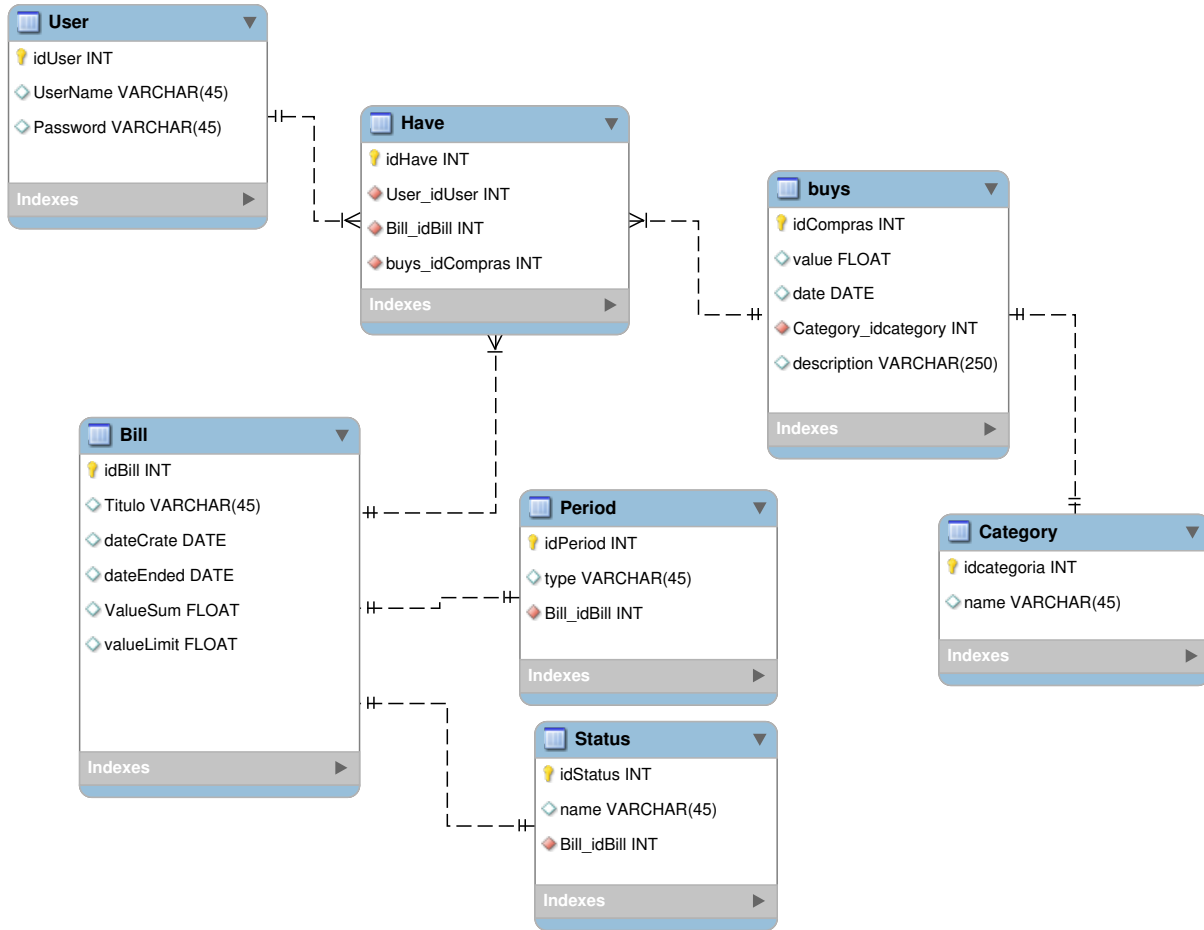 User
idUser INT
UserName VARCHAR(45)
Password VARCHAR(45)
Indexes
Have
idHave INT
User_idUser INT
Bill_idBill INT
buys_idCompras INT
Indexes
buys
idCompras INT
value FLOAT
date DATE
Category_idcategory INT
description VARCHAR(250)
Indexes
Bill
idBill INT
Titulo VARCHAR(45)
dateCrate DATE
dateEnded DATE
ValueSum FLOAT
valueLimit FLOAT
Indexes
Period
idPeriod INT
type VARCHAR(45)
Bill_idBill INT
Indexes
Category
idcategoria INT
name VARCHAR(45)
Indexes
Status
idStatus INT
name VARCHAR(45)
Bill_idBill INT
Indexes